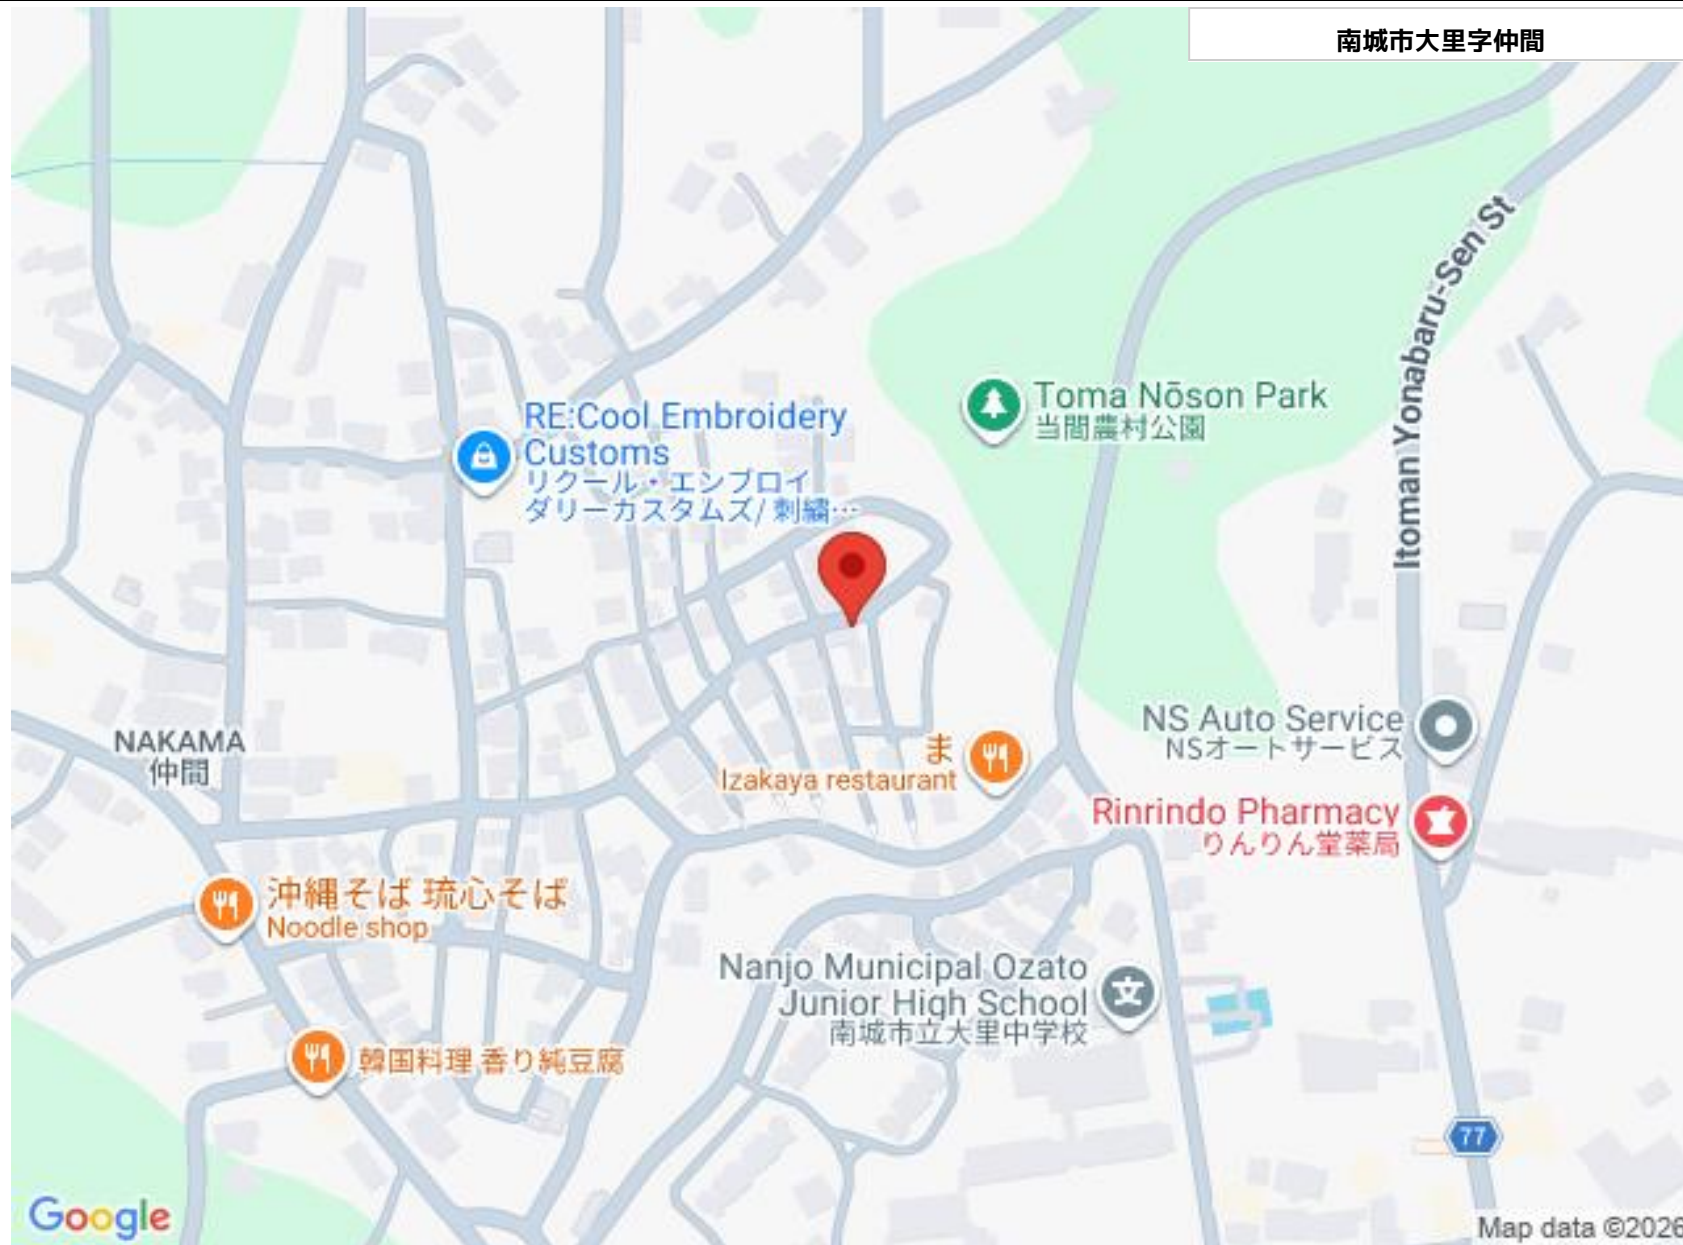 南城市大里字仲間
Itoman Yonabaru-Sen St
Toma Nōson Park
当間農村公園
RE:Cool Embroidery
Customs
リクール・エンブロイ
ダリーカスタムズ/ 刺繍…
NS Auto Service
NSオートサービス
NAKAMA
仲間
ま
Izakaya restaurant
Rinrindo Pharmacy
りんりん堂薬局
沖縄そば 琉心そば
Noodle shop
Nanjo Municipal Ozato
Junior High School
南城市立大里中学校
文
韓国料理 香り純豆腐
77
Google
Map data ©2026